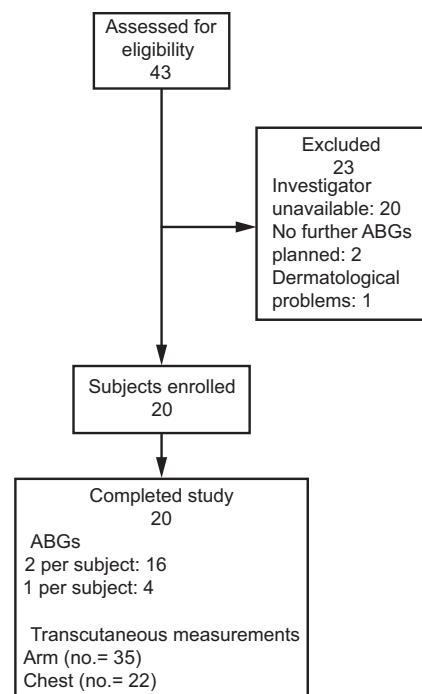 Assessed for
eligibility
43
Excluded
23
Investigator
unavailable: 20
No further ABGs
planned: 2
Dermatological
problems: 1
Subjects enrolled
20
Completed study
20
ABGs
2 per subject: 16
1 per subject: 4
Transcutaneous measurements
Arm (no.= 35)
Chest (no.= 22)